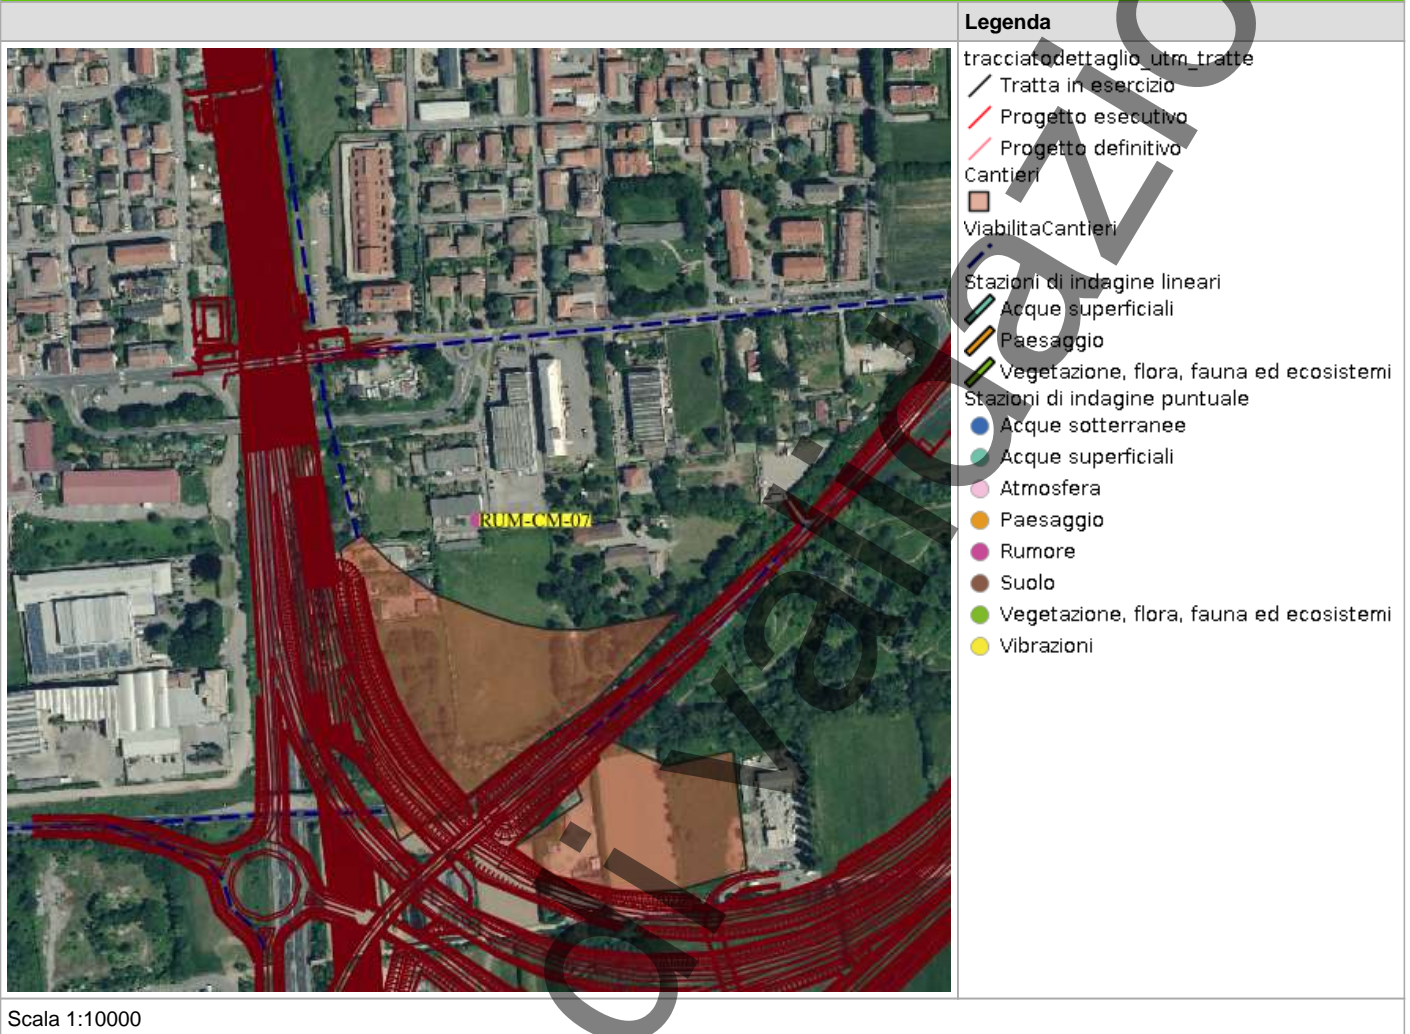 Legenda
tracciatodettaglio_utm_tratte
Tratta in esercizio
Progetto esecutivo
Progetto definitivo
Cantieri
ViabilitaCantieri
Stazioni di indagine lineari
Acque superficiali
Paesaggio
Vegetazione, flora, fauna ed ecosistemi
Stazioni di indagine puntuale
Acque sotterranee
Acque superficiali
Atmosfera
Paesaggio
Rumore
Suolo
Vegetazione, flora, fauna ed ecosistemi
Vibrazioni
RUM-CM-07
Scala 1:10000
di validazio